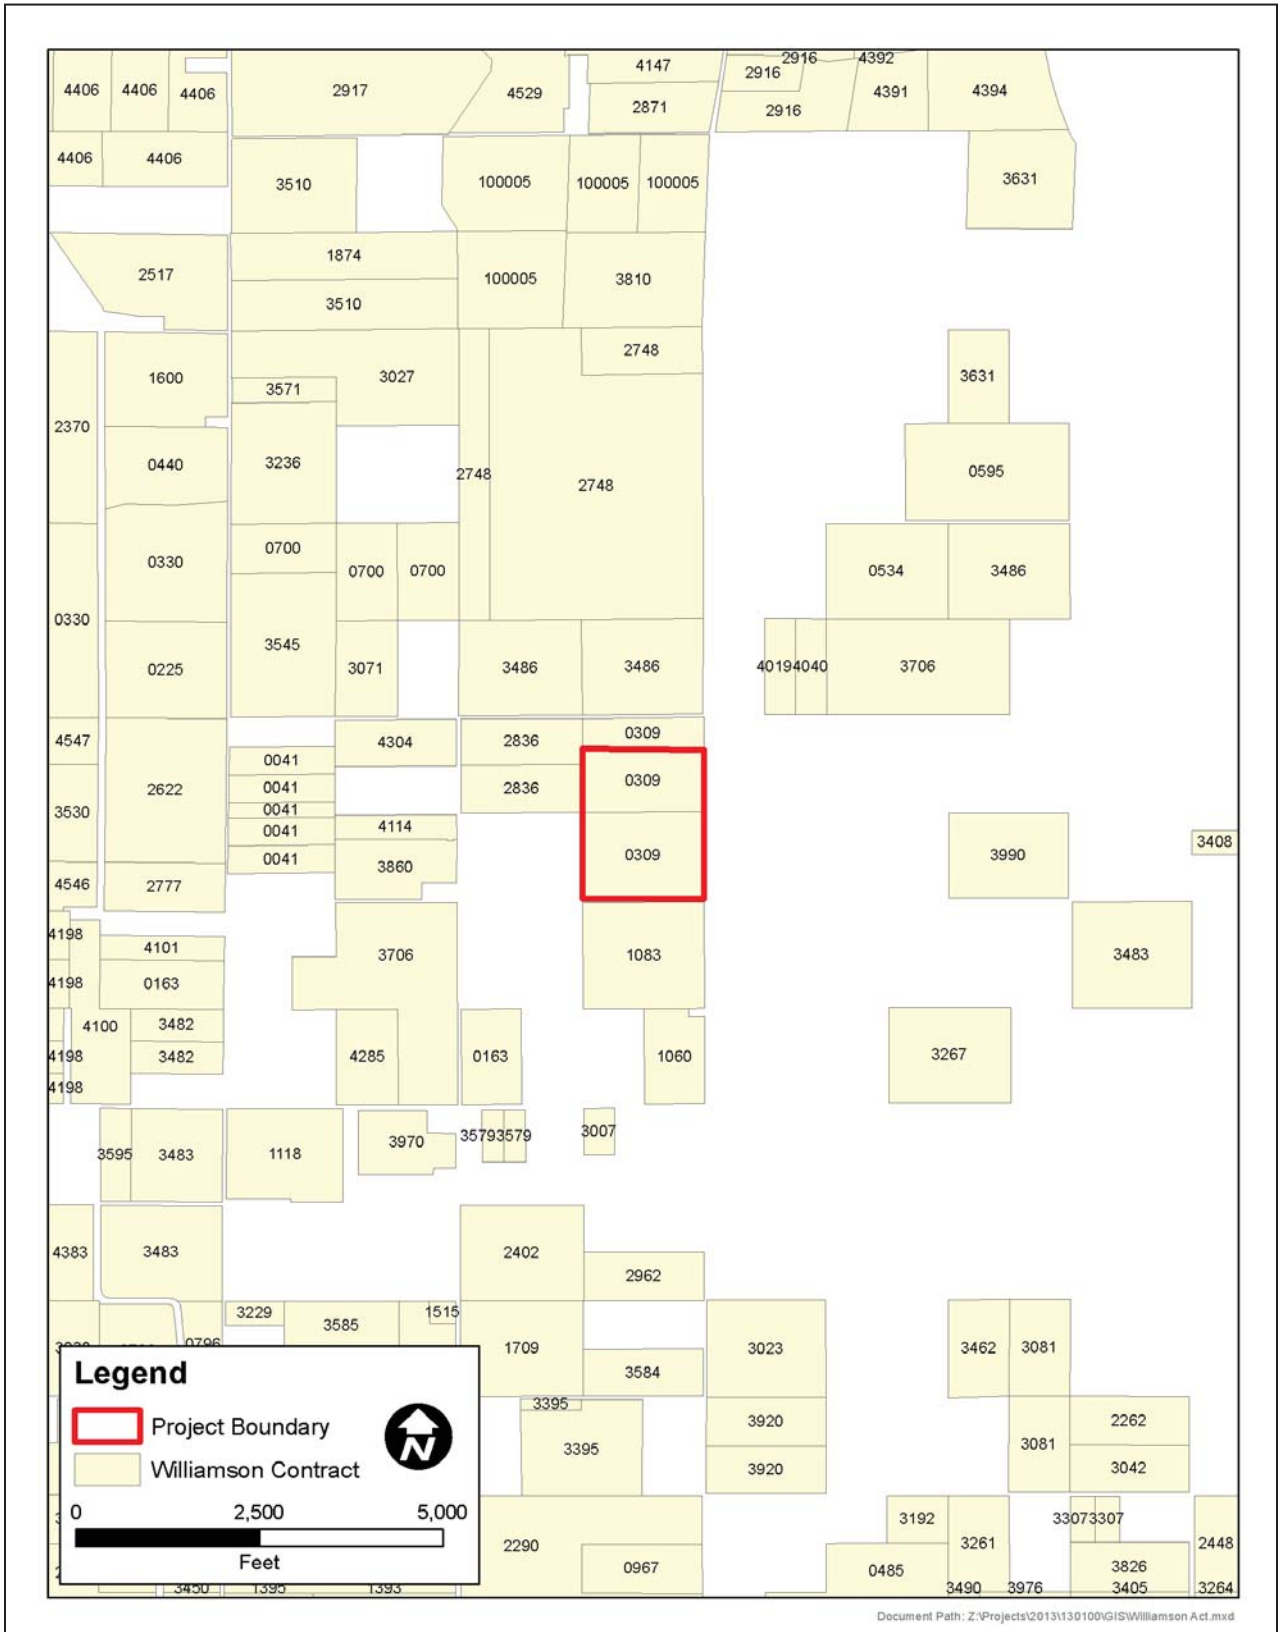 4406 4406 4406 2917 4529 4147 2916 2916 4392 4391 4394
2871 2916
4406 4406 3510 100005 100005 100005 3631
2517 1874 100005 3810
3510
1600 3571 3027 2748 3631
2370
0440 3236 2748 2748 0595
0330 0700 0700 0700 0534 3486
0330
0225 3545 3071 3486 3486 4019 4040 3706
4547 4304 2836 0309
0041
2622 0041 2836 0309
3530 0041
0041 4114 3408
0041 3860 0309 3990
4546 2777
4198 4101 3706 1083 3483
4198 0163
4100 3482 4285 0163 1060 3267
4198 3482
4198
3595 3483 1118 3970 3579 3579 3007
4383 3483 2402 2962
3229 3585 1515
0796 1709 3023 3462 3081
3584
3395 3920 2262
3395 3081
3920 3042
3192 3307 3307
2290 3261 2448
0967 0485 3826
3450 1395 1393 3490 3976 3405 3264
Legend
Project Boundary
Williamson Contract
N
0 2,500 5,000
Feet
Document Path: Z:\Projects\2013\130100\GIS\Williamson Act.mxd